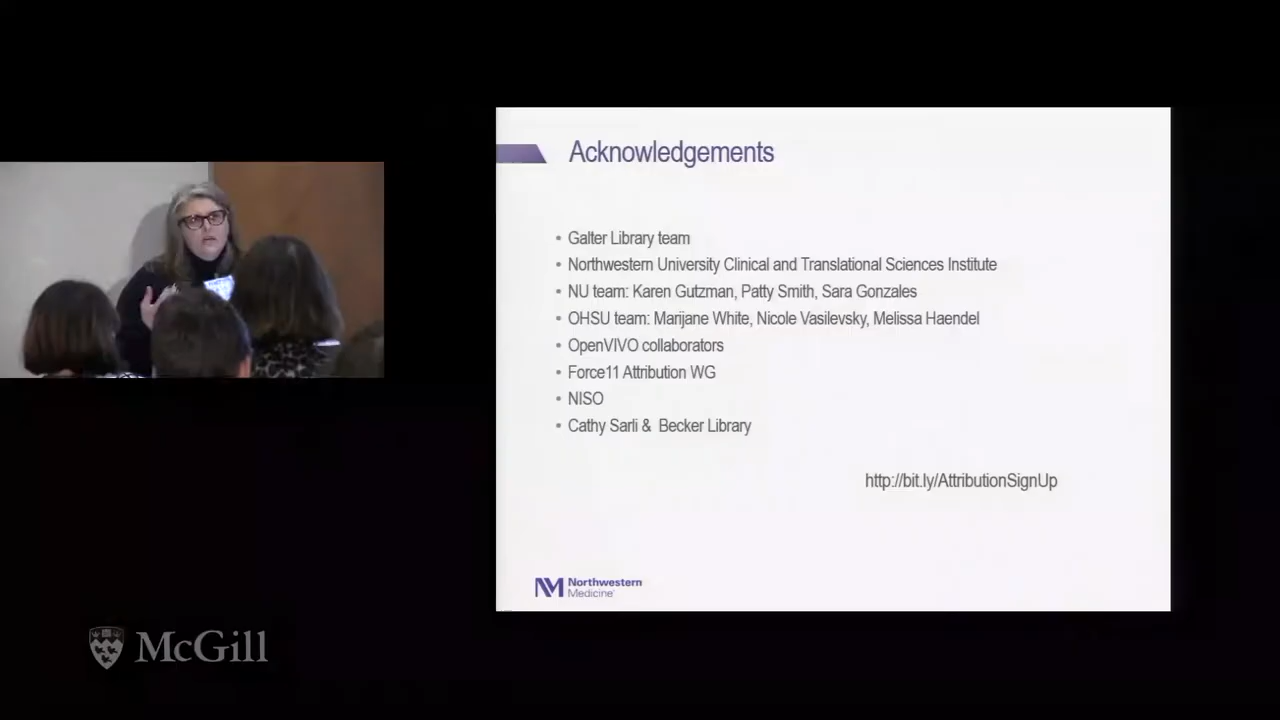 Acknowledgements
• Galter Library team
• Northwestern University Clinical and Translational Sciences Institute
• NU team: Karen Gutzman, Patty Smith, Sara Gonzales
• OHSU team: Marijane White, Nicole Vasilevsky, Melissa Haendel
• OpenVIVO collaborators
• Force11 Attribution WG
• NISO
• Cathy Sarli & Becker Library
http://bit.ly/AttributionSignUp
NM Northwestern
Medicine
McGill